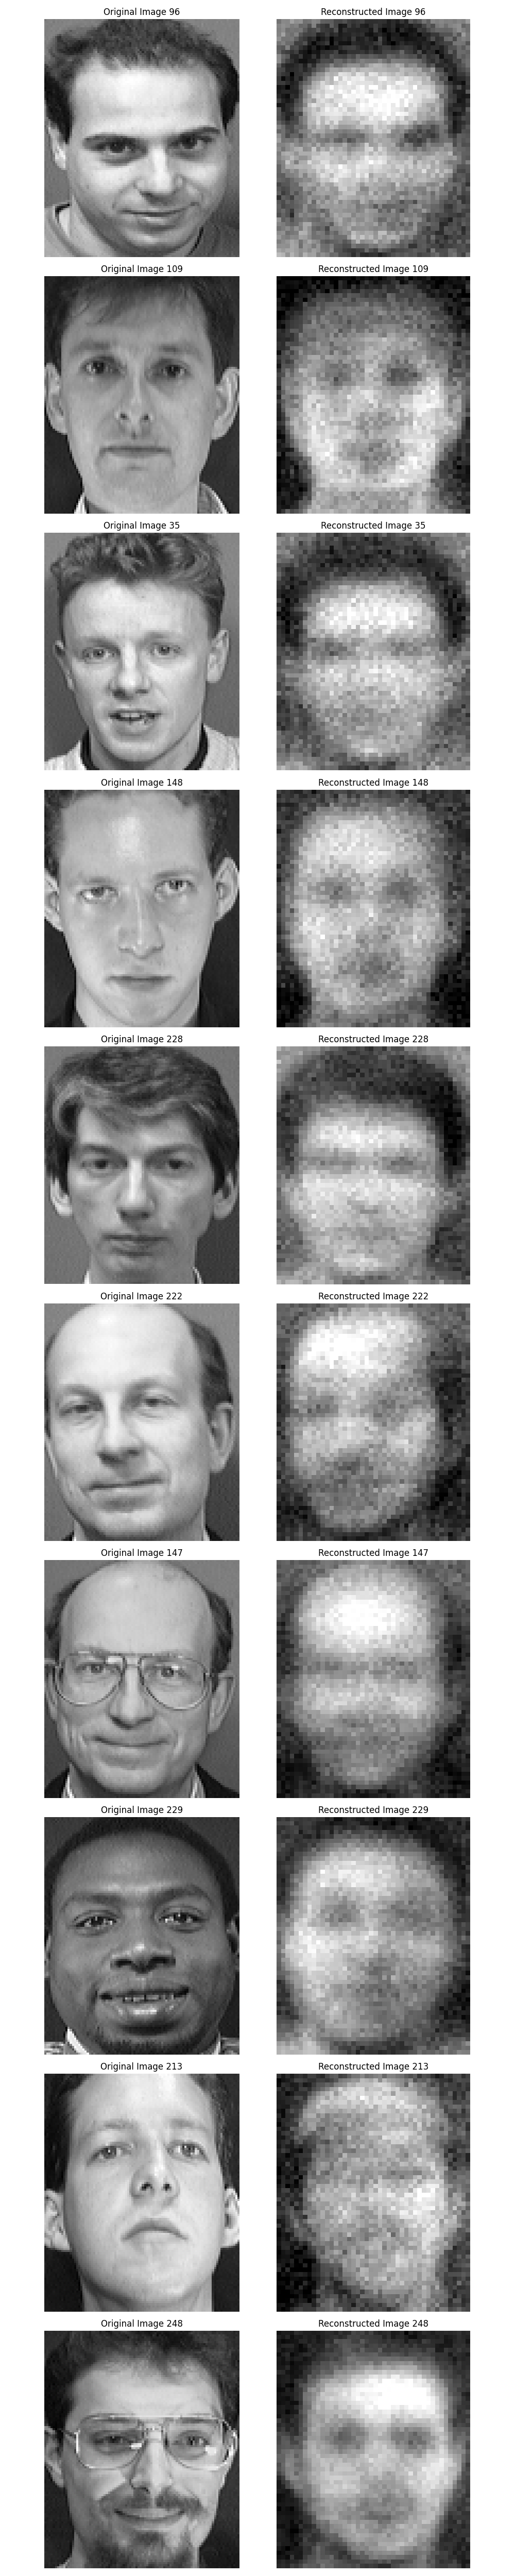 Original Image 96 Reconstructed Image 96
Original Image 109 Reconstructed Image 109
Original Image 35 Reconstructed Image 35
Original Image 148 Reconstructed Image 148
Original Image 228 Reconstructed Image 228
Original Image 222 Reconstructed Image 222
Original Image 147 Reconstructed Image 147
Original Image 229 Reconstructed Image 229
Original Image 213 Reconstructed Image 213
Original Image 248 Reconstructed Image 248